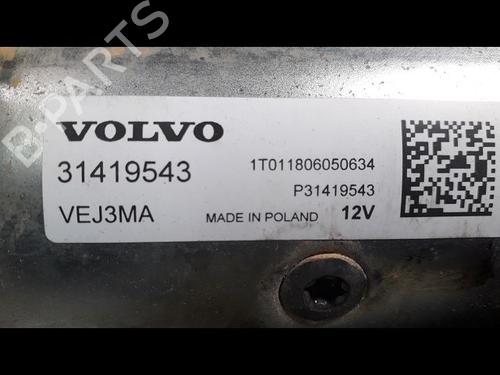 B-PARTS
VOLVO
31419543
1T011806050634
P31419543
VEJ3MA
MADE IN POLAND 12V